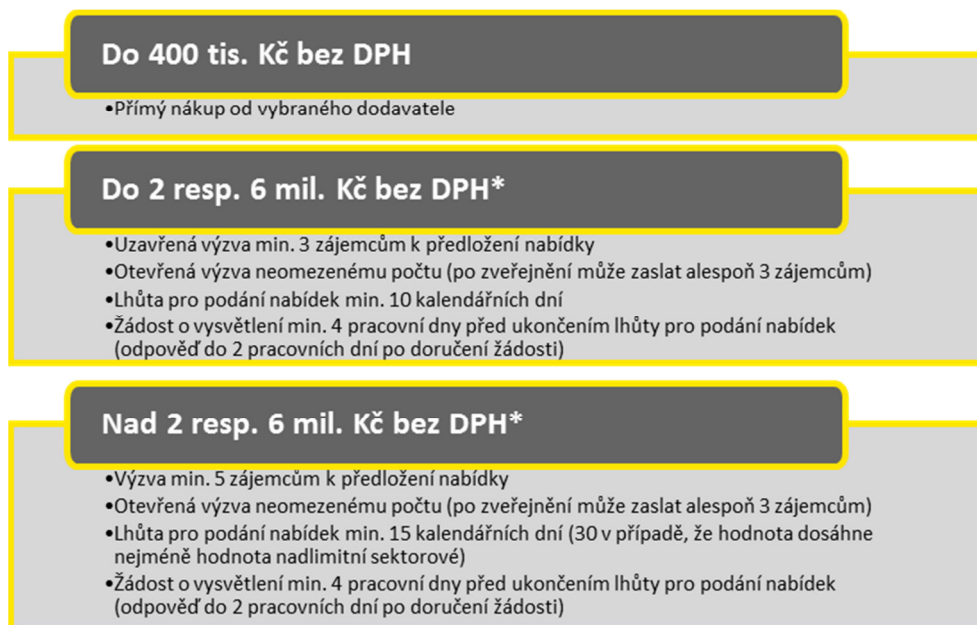 Do 400 tis. Kč bez DPH
•Přímý nákup od vybraného dodavatele
Do 2 resp. 6 mil. Kč bez DPH*
•Uzavřená výzva min. 3 zájemcům k předložení nabídky
•Otevřená výzva neomezenému počtu (po zveřejnění může zaslat alespoň 3 zájemcům)
•Lhůta pro podání nabídek min. 10 kalendářních dní
•Žádost o vysvětlení min. 4 pracovní dny před ukončením lhůty pro podání nabídek
(odpověď do 2 pracovních dní po doručení žádosti)
Nad 2 resp. 6 mil. Kč bez DPH*
•Výzva min. 5 zájemcům k předložení nabídky
•Otevřená výzva neomezenému počtu (po zveřejnění může zaslat alespoň 3 zájemcům)
•Lhůta pro podání nabídek min. 15 kalendářních dní (30 v případě, že hodnota dosáhne
nejméně hodnota nadlimitní sektorové)
•Žádost o vysvětlení min. 4 pracovní dny před ukončením lhůty pro podání nabídek
(odpověď do 2 pracovních dní po doručení žádosti)